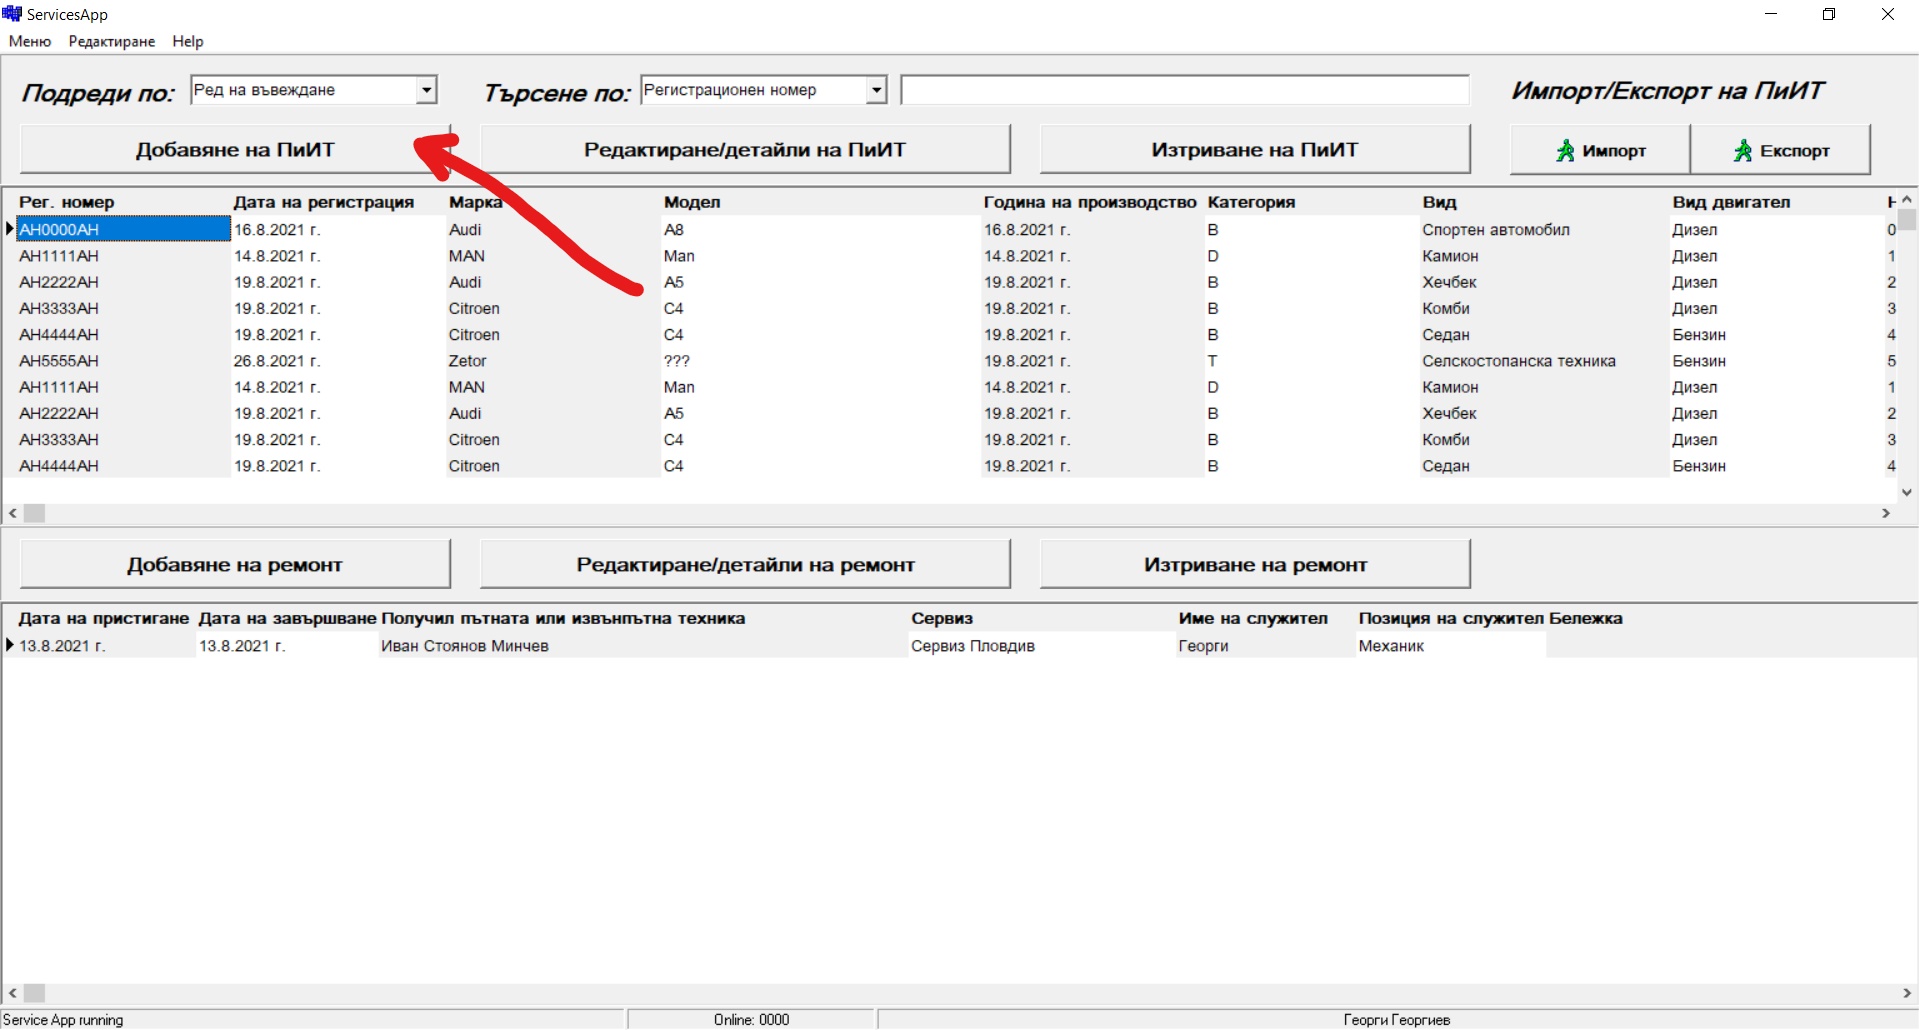 ServicesApp
Меню Редактиране Help
Подреди по: Ред на въвеждане Търсене по: Регистрационен номер Импорт/Експорт на ПиИТ
Добавяне на ПиИТ Редактиране/детайли на ПиИТ Изтриване на ПиИТ Импорт Експорт
Рег. номер Дата на регистрация Марка Модел Година на производство Категория Вид Вид двигател
AH0000AH 16.8.2021 г. Audi A8 16.8.2021 г. B Спортен автомобил Дизел 0
AH1111AH 14.8.2021 г. MAN Man 14.8.2021 г. D Камион Дизел 1
AH2222AH 19.8.2021 г. Audi A5 19.8.2021 г. B Хечбек Дизел 2
AH3333AH 19.8.2021 г. Citroen C4 19.8.2021 г. B Комби Дизел 3
AH4444AH 19.8.2021 г. Citroen C4 19.8.2021 г. B Седан Бензин 4
AH5555AH 26.8.2021 г. Zetor ??? 19.8.2021 г. T Селскостопанска техника Бензин 5
AH1111AH 14.8.2021 г. MAN Man 14.8.2021 г. D Камион Дизел 1
AH2222AH 19.8.2021 г. Audi A5 19.8.2021 г. B Хечбек Дизел 2
AH3333AH 19.8.2021 г. Citroen C4 19.8.2021 г. B Комби Дизел 3
AH4444AH 19.8.2021 г. Citroen C4 19.8.2021 г. B Седан Бензин 4
Добавяне на ремонт Редактиране/детайли на ремонт Изтриване на ремонт
Дата на пристигане Дата на завършване Получил пътната или извънпътна техника Сервиз Име на служител Позиция на служител Бележка
13.8.2021 г. 13.8.2021 г. Иван Стоянов Минчев Сервиз Пловдив Георги Механик
Service App running Online: 0000 Георги Георгиев